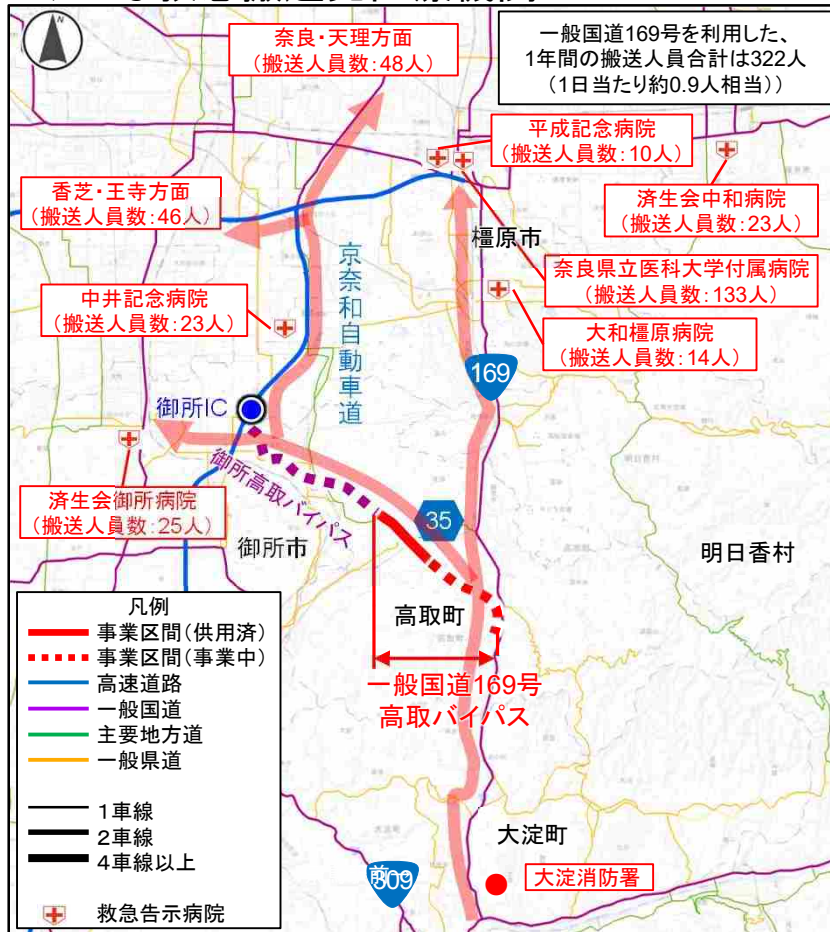 奈良・天理方面
(搬送人員数:48人)
一般国道169号を利用した、
1年間の搬送人員合計は322人
(1日当たり約0.9人相当))
平成記念病院
(搬送人員数:10人)
香芝・王寺方面
(搬送人員数:46人)
済生会中和病院
(搬送人員数:23人)
橿原市
京奈和自動車道
奈良県立医科大学付属病院
(搬送人員数:133人)
中井記念病院
(搬送人員数:23人)
大和橿原病院
(搬送人員数:14人)
169
御所IC
御所高取バイパス
済生会御所病院
(搬送人員数:25人)
35
御所市
明日香村
高取町
一般国道169号
高取バイパス
凡例
事業区間(供用済)
事業区間(事業中)
高速道路
一般国道
主要地方道
一般県道
1車線
2車線
4車線以上
救急告示病院
大淀町
309
大淀消防署